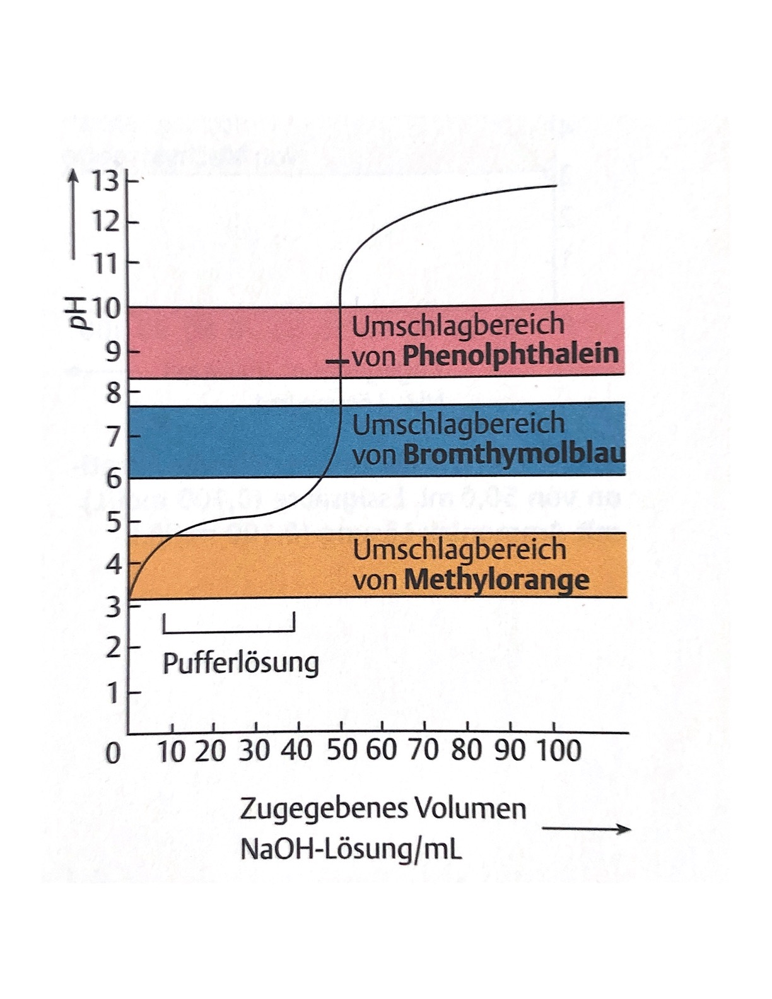 13
12
11
pH
10
9
8
7
6
5
4
3
2
1
Umschlagbereich
von Phenolphthalein
Umschlagbereich
von Bromthymolblau
Umschlagbereich
von Methylorange
Pufferlösung
0 10 20 30 40 50 60 70 80 90 100
Zugegebenes Volumen
NaOH-Lösung/mL